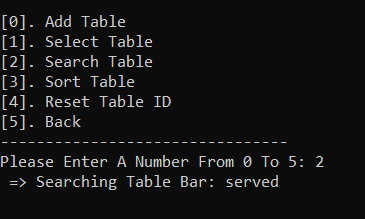 [0]. Add Table
[1]. Select Table
[2]. Search Table
[3]. Sort Table
[4]. Reset Table ID
[5]. Back
--------------------------------
Please Enter A Number From 0 To 5: 2
 => Searching Table Bar: served